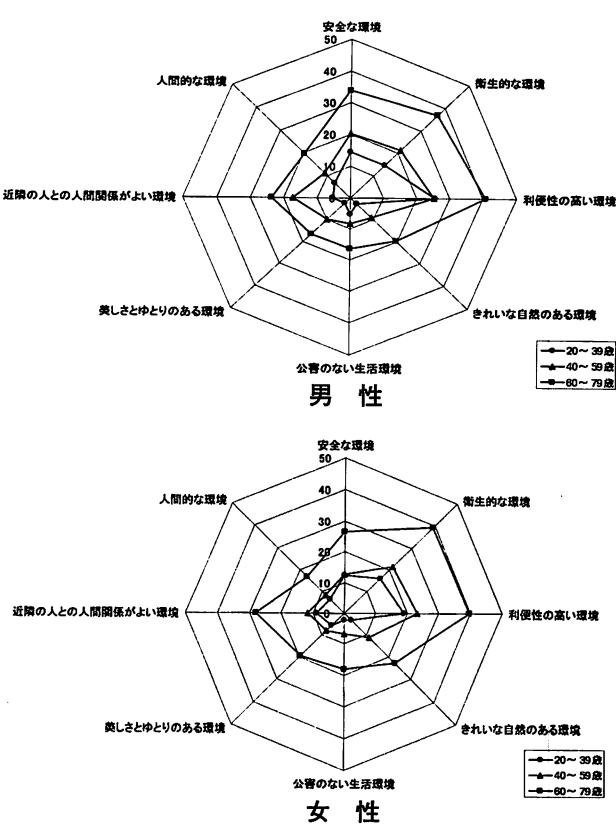 安全な環境
50
40
30
20
10
0
衛生的な環境
利便性の高い環境
きれいな自然のある環境
公害のない生活環境
美しさとゆとりのある環境
近隣の人との人間関係がよい環境
人間的な環境
20〜39歳
40〜59歳
60〜79歳
男 性
安全な環境
50
40
30
20
10
0
衛生的な環境
利便性の高い環境
きれいな自然のある環境
公害のない生活環境
美しさとゆとりのある環境
近隣の人との人間関係がよい環境
人間的な環境
20〜39歳
40〜59歳
60〜79歳
女 性